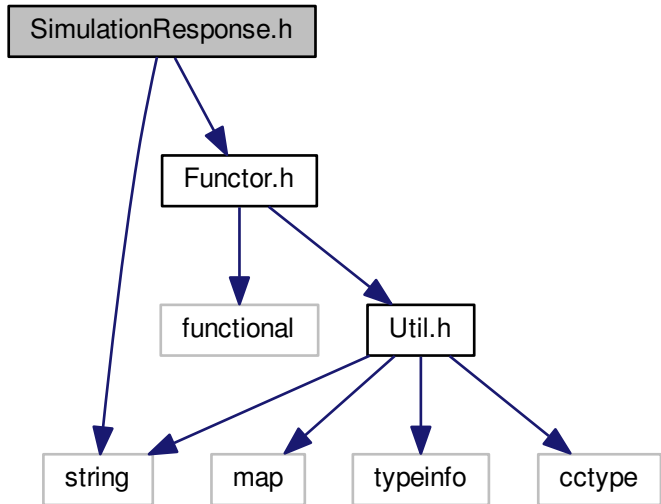 SimulationResponse.h
Functor.h
functional
Util.h
string
map
typeinfo
cctype